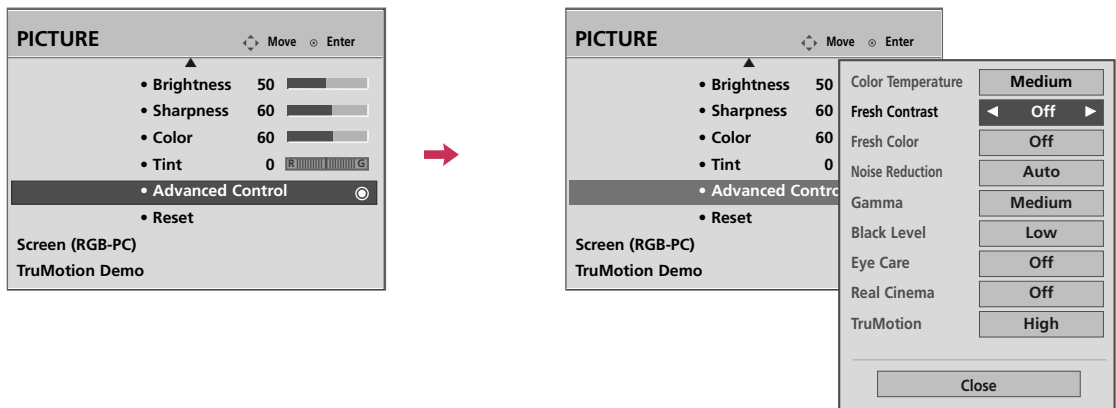 PICTURE Move Enter
• Brightness 50
• Sharpness 60
• Color 60
• Tint 0 R G
• Advanced Control
• Reset
Screen (RGB-PC)
TruMotion Demo
PICTURE Move Enter
• Brightness 50
• Sharpness 60
• Color 60
• Tint 0
• Advanced Contro
• Reset
Screen (RGB-PC)
TruMotion Demo
Color Temperature Medium
Fresh Contrast Off
Fresh Color Off
Noise Reduction Auto
Gamma Medium
Black Level Low
Eye Care Off
Real Cinema Off
TruMotion High
Close